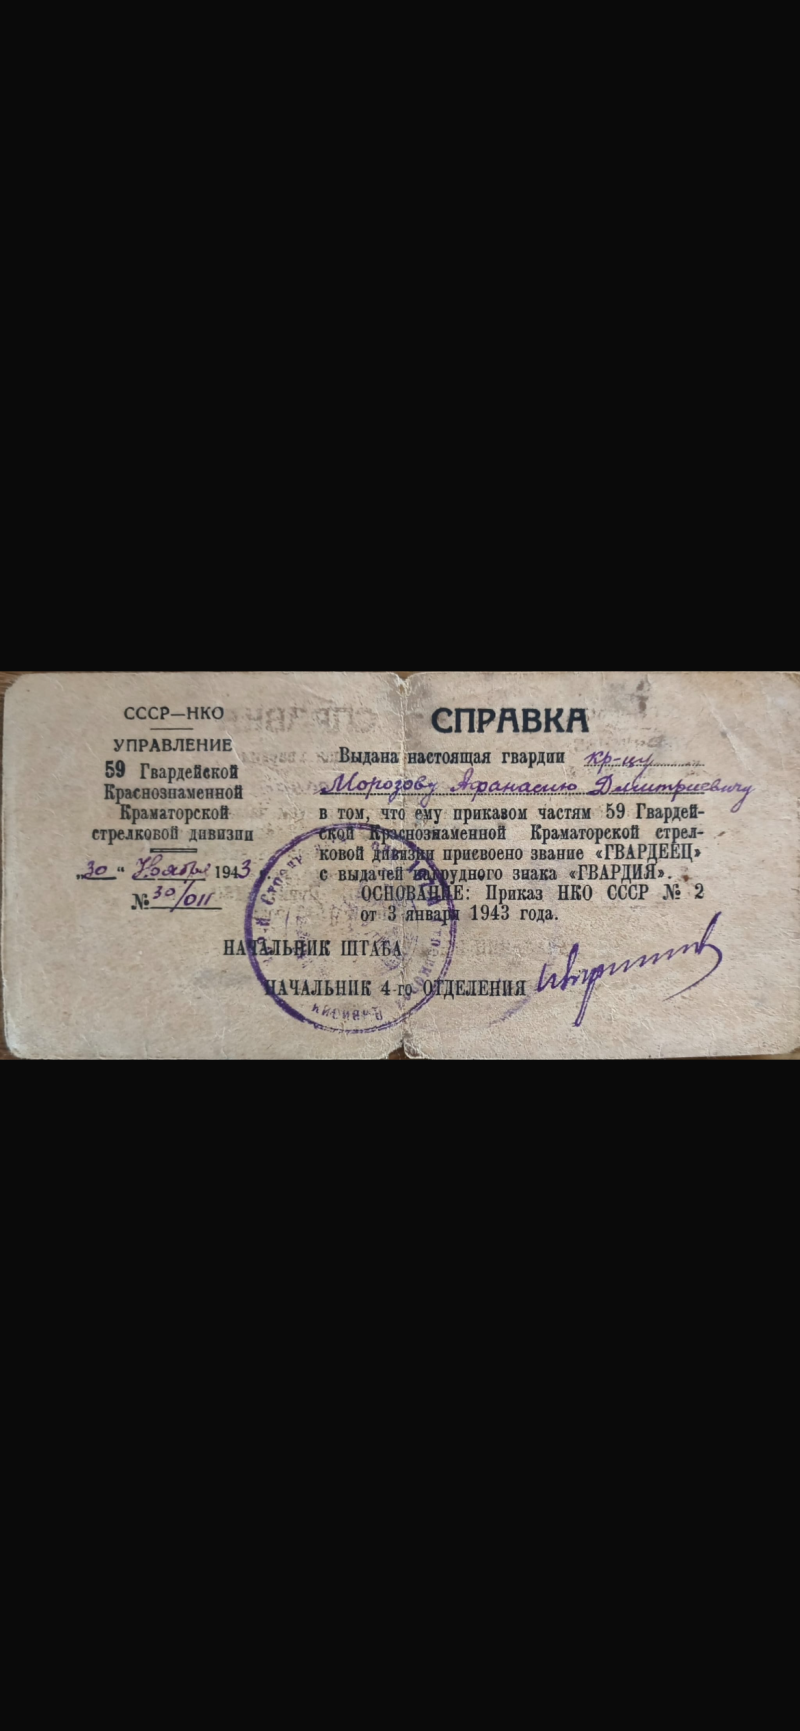 СССР—НКО
УПРАВЛЕНИЕ
59 Гвардейской
Краснознаменной
Краматорской
стрелковой дивизии
„30“ Ноября 1943 г.
№ 30/011
СПРАВКА
Выдана настоящая гвардии кр-цу
Морозову Афанасию Дмитриевичу
в том, что ему приказом частям 59 Гвардей-
ской Краснознаменной Краматорской стрел-
ковой дивизии присвоено звание «ГВАРДЕЕЦ»
с выдачей нагрудного знака «ГВАРДИЯ».
ОСНОВАНИЕ: Приказ НКО СССР № 2
от 3 января 1943 года.
НАЧАЛЬНИК ШТАБА
НАЧАЛЬНИК 4-го ОТДЕЛЕНИЯ